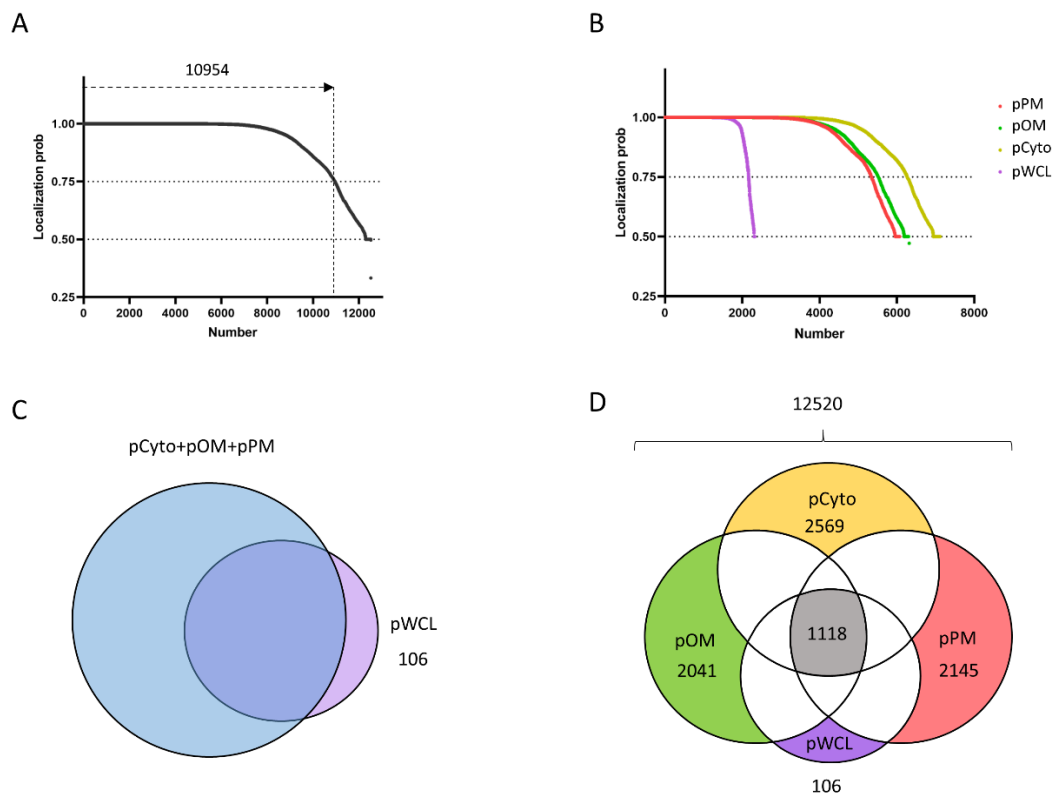 A
10954
Localization prob
1.00
0.75
0.50
0.25
0 2000 4000 6000 8000 10000 12000
Number
B
Localization prob
1.00
0.75
0.50
0.25
0 2000 4000 6000 8000
Number
pPM
pOM
pCyto
pWCL
C
pCyto+pOM+pPM
pWCL
106
D
12520
pCyto
2569
pOM
2041
1118
pPM
2145
pWCL
106